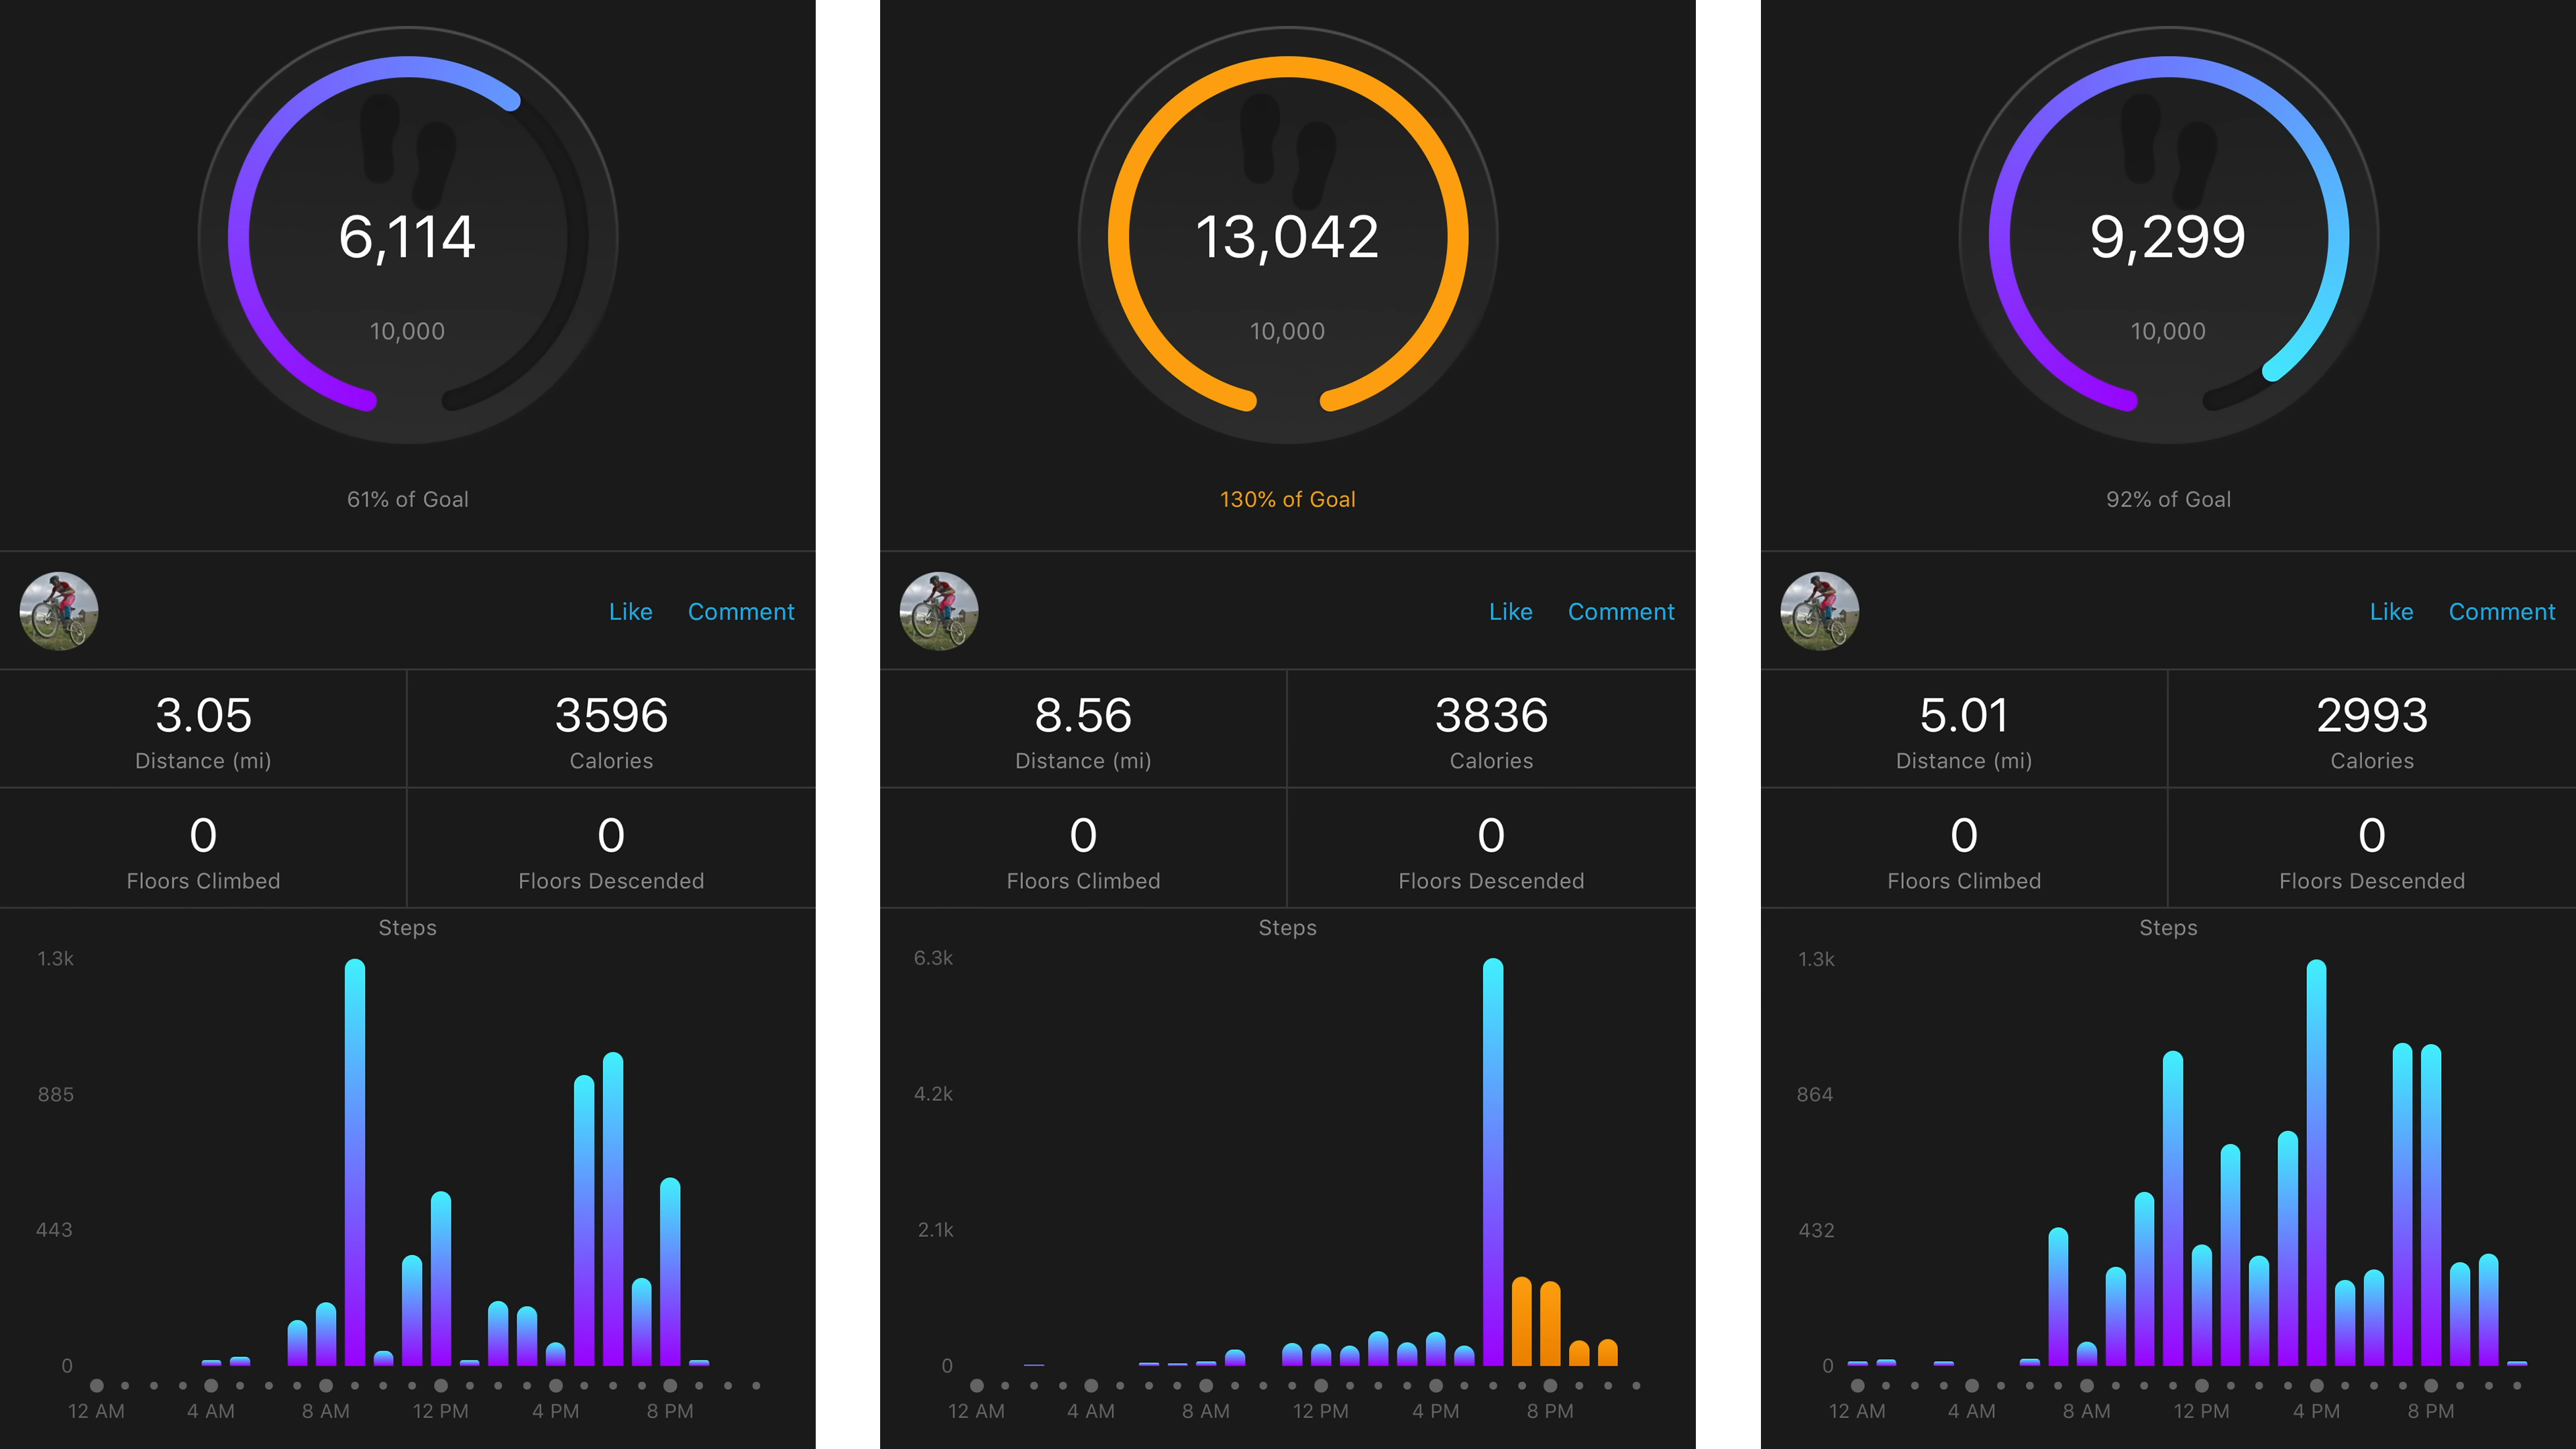 6,114
10,000
61% of Goal
Like Comment
3.05 3596
Distance (mi) Calories
0 0
Floors Climbed Floors Descended
Steps
1.3k
885
443
0
12 AM 4 AM 8 AM 12 PM 4 PM 8 PM
13,042
10,000
130% of Goal
Like Comment
8.56 3836
Distance (mi) Calories
0 0
Floors Climbed Floors Descended
Steps
6.3k
4.2k
2.1k
0
12 AM 4 AM 8 AM 12 PM 4 PM 8 PM
9,299
10,000
92% of Goal
Like Comment
5.01 2993
Distance (mi) Calories
0 0
Floors Climbed Floors Descended
Steps
1.3k
864
432
0
12 AM 4 AM 8 AM 12 PM 4 PM 8 PM